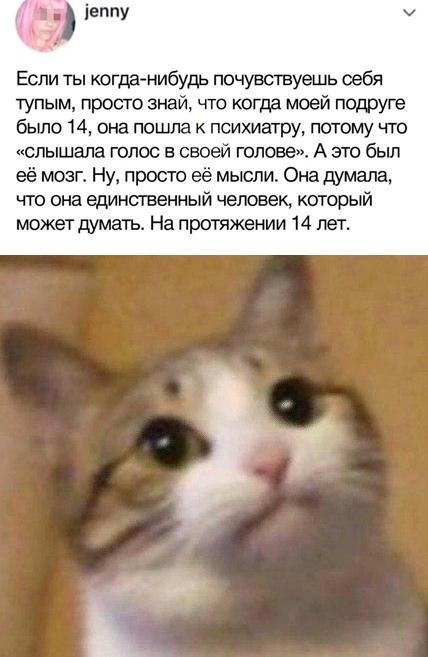 jenny
Если ты когда-нибудь почувствуешь себя
тупым, просто знай, что когда моей подруге
было 14, она пошла к психиатру, потому что
«слышала голос в своей голове». А это был
её мозг. Ну, просто её мысли. Она думала,
что она единственный человек, который
может думать. На протяжении 14 лет.